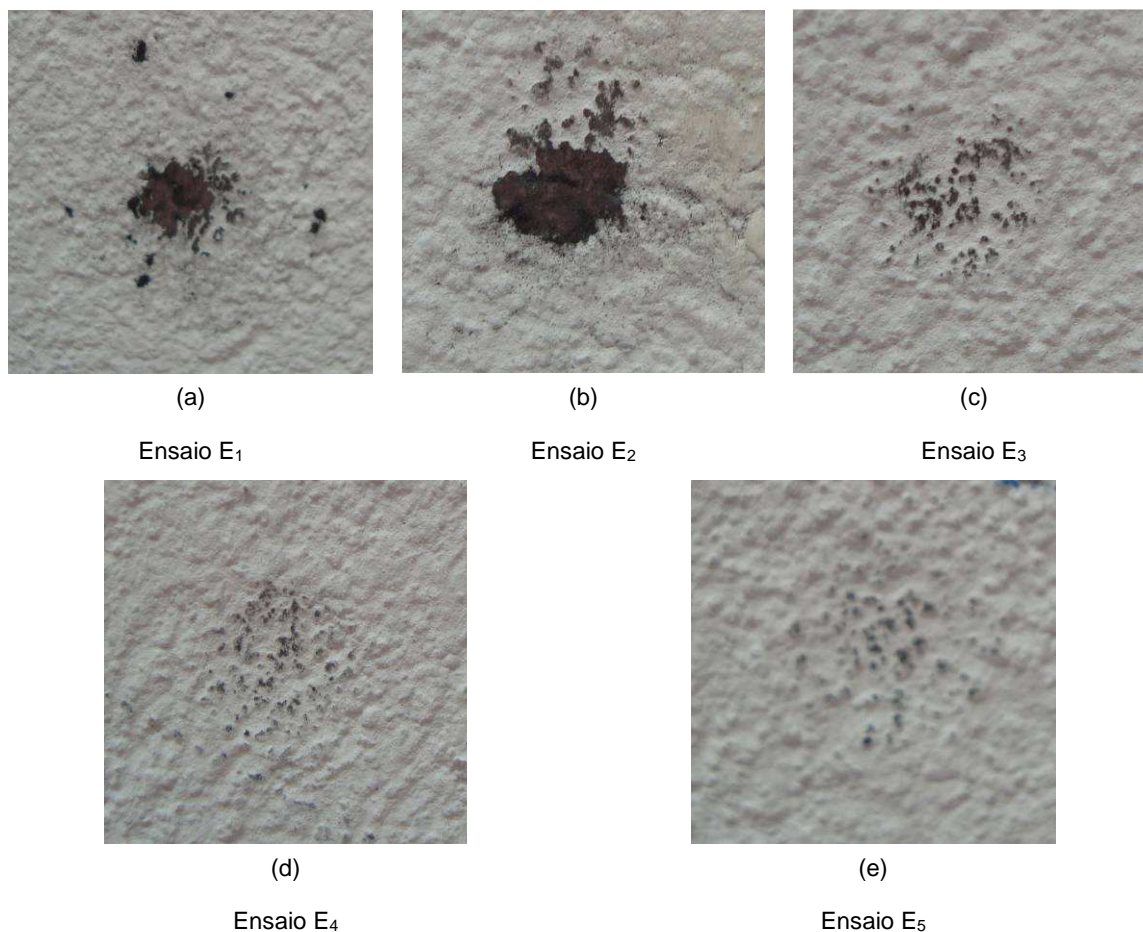 (a) (b) (c)
Ensaio E₁ Ensaio E₂ Ensaio E₃
(d) (e)
Ensaio E₄ Ensaio E₅